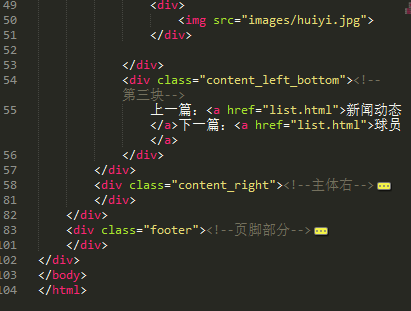 49 <div>
50 <img src="images/huiyi.jpg">
51 </div>
52
53 </div>
54 <div class="content_left_bottom"><!--
第三块-->
55 上一篇：<a href="list.html">新闻动态
</a>下一篇：<a href="list.html">球员
</a>
56 </div>
57 </div>
58 <div class="content_right"><!--主体右-->
81 </div>
82 </div>
83 <div class="footer"><!--页脚部分-->
101 </div>
102 </div>
103 </body>
104 </html>